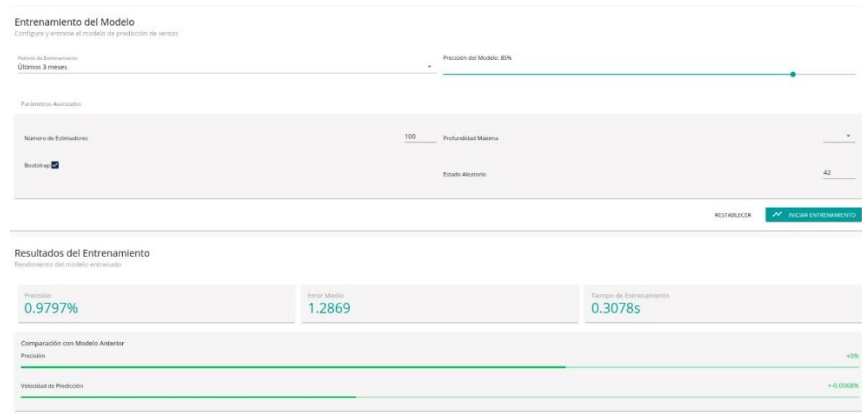 Entrenamiento del Modelo
Configure y entrene el modelo de predicción de ventas
Periodo de Entrenamiento
Últimos 3 meses
Precisión del Modelo: 85%
Parámetros Avanzados
Número de Estimadores
100
Profundidad Máxima
Bootstrap
Estado Aleatorio
42
RESTABLECER
INICIAR ENTRENAMIENTO
Resultados del Entrenamiento
Rendimiento del modelo entrenado
Precisión
0.9797%
Error Medio
1.2869
Tiempo de Entrenamiento
0.3078s
Comparación con Modelo Anterior
Precisión
+0%
Velocidad de Predicción
+-0.0068%